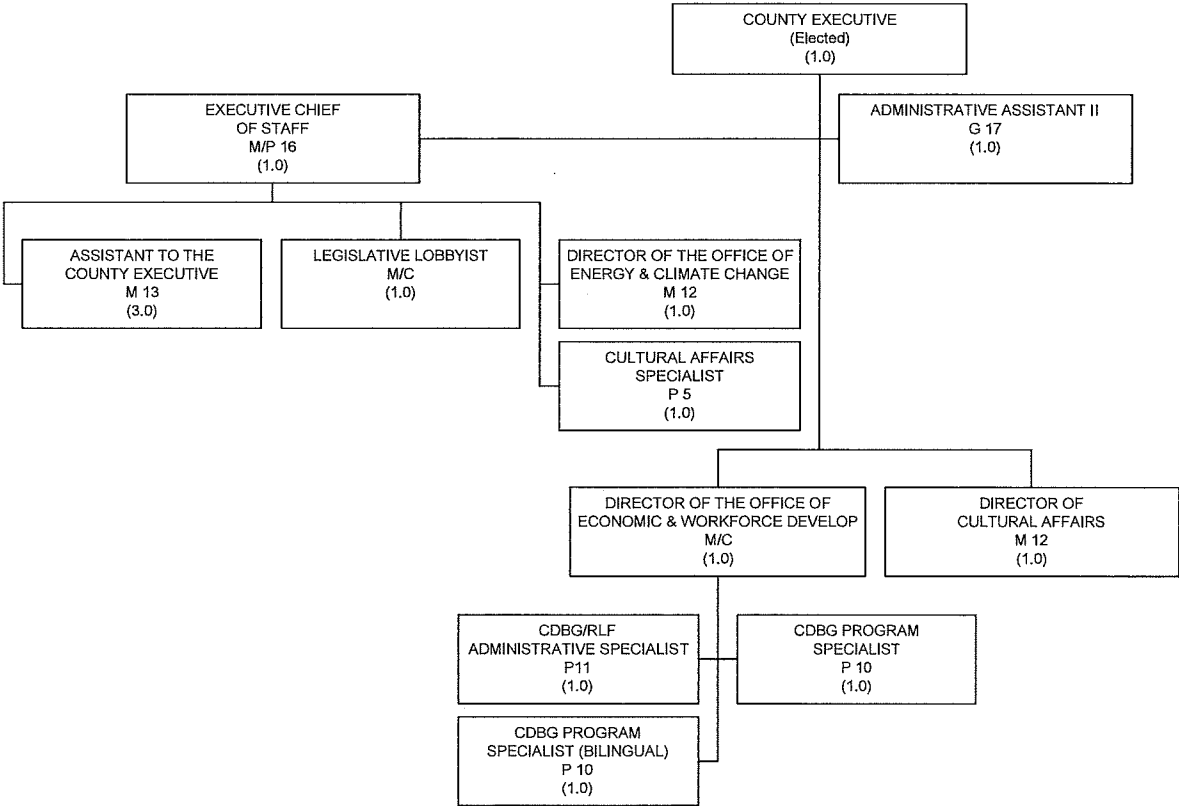 COUNTY EXECUTIVE
(Elected)
(1.0)
EXECUTIVE CHIEF
OF STAFF
M/P 16
(1.0)
ADMINISTRATIVE ASSISTANT II
G 17
(1.0)
ASSISTANT TO THE
COUNTY EXECUTIVE
M 13
(3.0)
LEGISLATIVE LOBBYIST
M/C
(1.0)
DIRECTOR OF THE OFFICE OF
ENERGY & CLIMATE CHANGE
M 12
(1.0)
CULTURAL AFFAIRS
SPECIALIST
P 5
(1.0)
DIRECTOR OF THE OFFICE OF
ECONOMIC & WORKFORCE DEVELOP
M/C
(1.0)
DIRECTOR OF
CULTURAL AFFAIRS
M 12
(1.0)
CDBG/RLF
ADMINISTRATIVE SPECIALIST
P11
(1.0)
CDBG PROGRAM
SPECIALIST
P 10
(1.0)
CDBG PROGRAM
SPECIALIST (BILINGUAL)
P 10
(1.0)